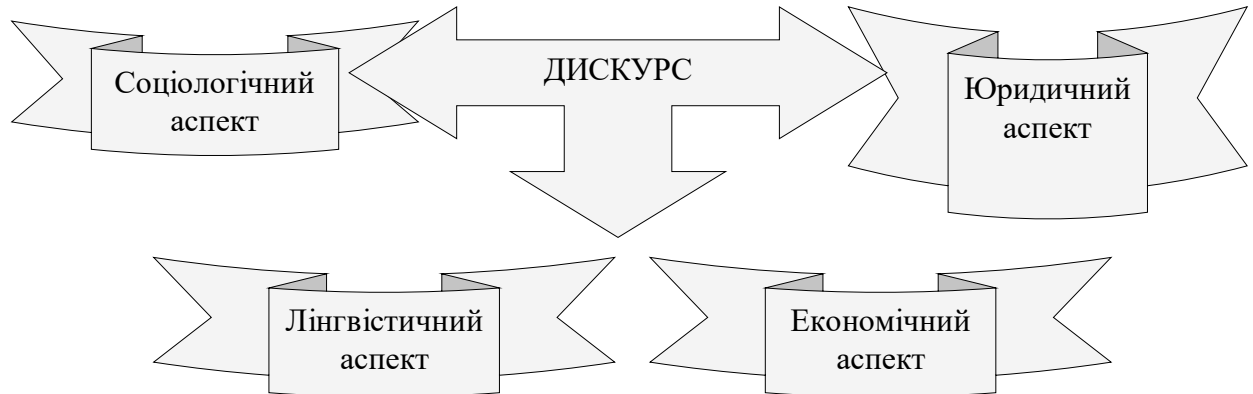 ДИСКУРС
Соціологічний
аспект
Юридичний
аспект
Лінгвістичний
аспект
Економічний
аспект